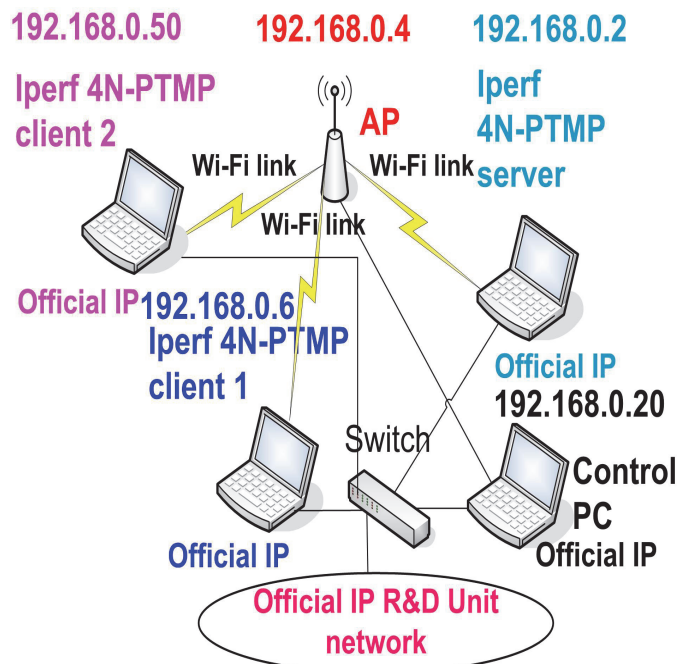 192.168.0.50 192.168.0.4 192.168.0.2
Iperf 4N-PTMP
client 2
AP
Iperf
4N-PTMP
server
Wi-Fi link
Wi-Fi link
Wi-Fi link
Official IP
192.168.0.6
Iperf 4N-PTMP
client 1
Official IP
192.168.0.20
Switch
Control
PC
Official IP
Official IP
Official IP R&D Unit
network